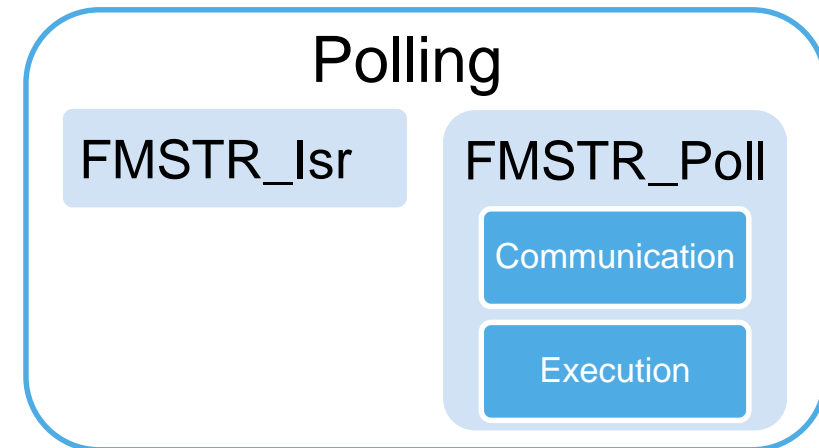 Polling
FMSTR_Isr
FMSTR_Poll
Communication
Execution